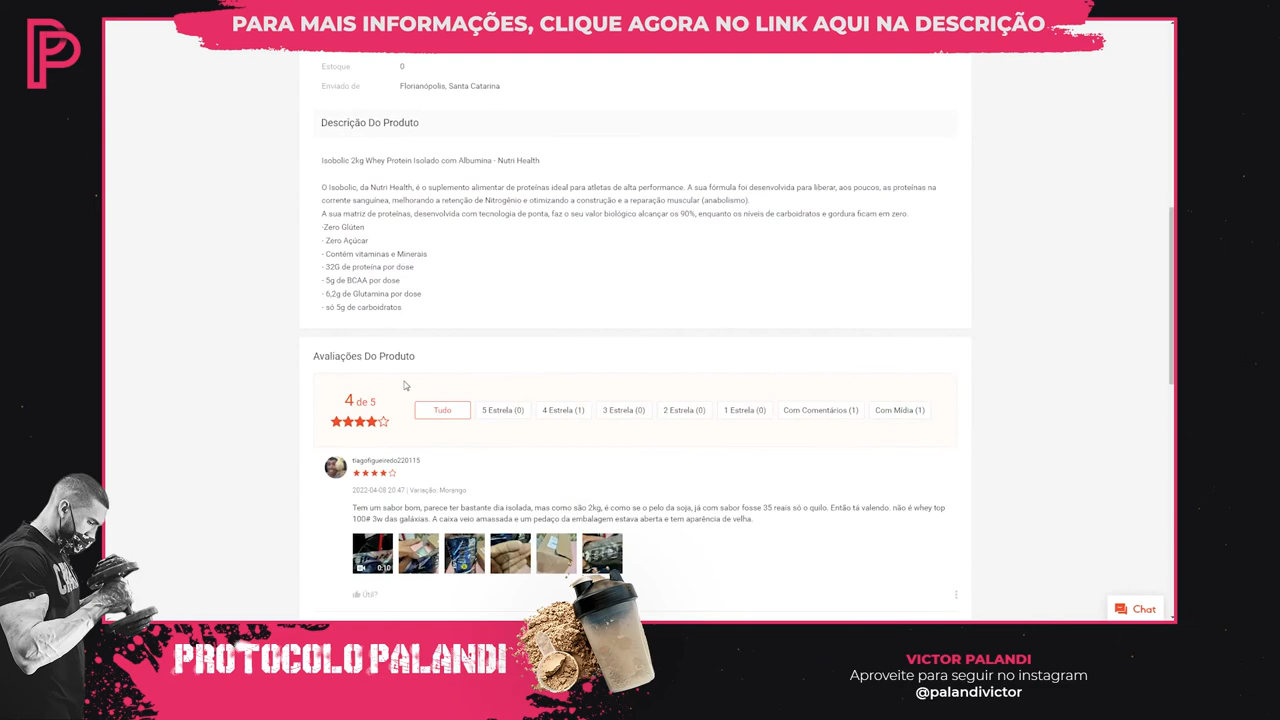 PARA MAIS INFORMAÇÕES, CLIQUE AGORA NO LINK AQUI NA DESCRIÇÃO
Estoque 0
Enviado de Florianópolis, Santa Catarina
Descrição Do Produto
Isobolic 2kg Whey Protein Isolado com Albumina - Nutri Health
O Isobolic, da Nutri Health, é o suplemento alimentar de proteínas ideal para atletas de alta performance. A sua fórmula foi desenvolvida para liberar, aos poucos, as proteínas na
corrente sanguínea, melhorando a retenção de Nitrogênio e otimizando a construção e a reparação muscular (anabolismo).
A sua matriz de proteínas, desenvolvida com tecnologia de ponta, faz o seu valor biológico alcançar os 90%, enquanto os níveis de carboidratos e gordura ficam em zero.
-Zero Glúten
- Zero Açúcar
- Contém vitaminas e Minerais
- 32G de proteína por dose
- 5g de BCAA por dose
- 6,2g de Glutamina por dose
- só 5g de carboidratos
Avaliações Do Produto
4 de 5
Tudo 5 Estrela (0) 4 Estrela (1) 3 Estrela (0) 2 Estrela (0) 1 Estrela (0) Com Comentários (1) Com Mídia (1)
tiagofigueiredo220115
2022-04-08 20:47 | Variação: Morango
Tem um sabor bom, parece ter bastante dia isolada, mas como são 2kg, é como se o pelo da soja, já com sabor fosse 35 reais só o quilo. Então tá valendo. não é whey top
100# 3w das galáxias. A caixa veio amassada e um pedaço da embalagem estava aberta e tem aparência de velha.
0:10
Útil?
Chat
PROTOCOLO PALANDI
VICTOR PALANDI
Aproveite para seguir no instagram
@palandivictor